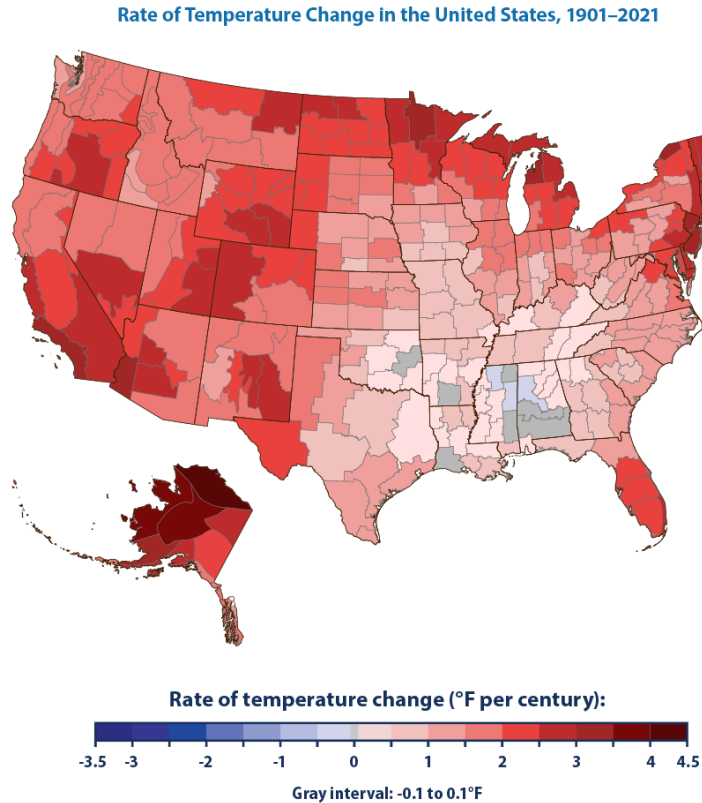 Rate of Temperature Change in the United States, 1901–2021
Rate of temperature change (°F per century):
-3.5 -3 -2 -1 0 1 2 3 4 4.5
Gray interval: -0.1 to 0.1°F